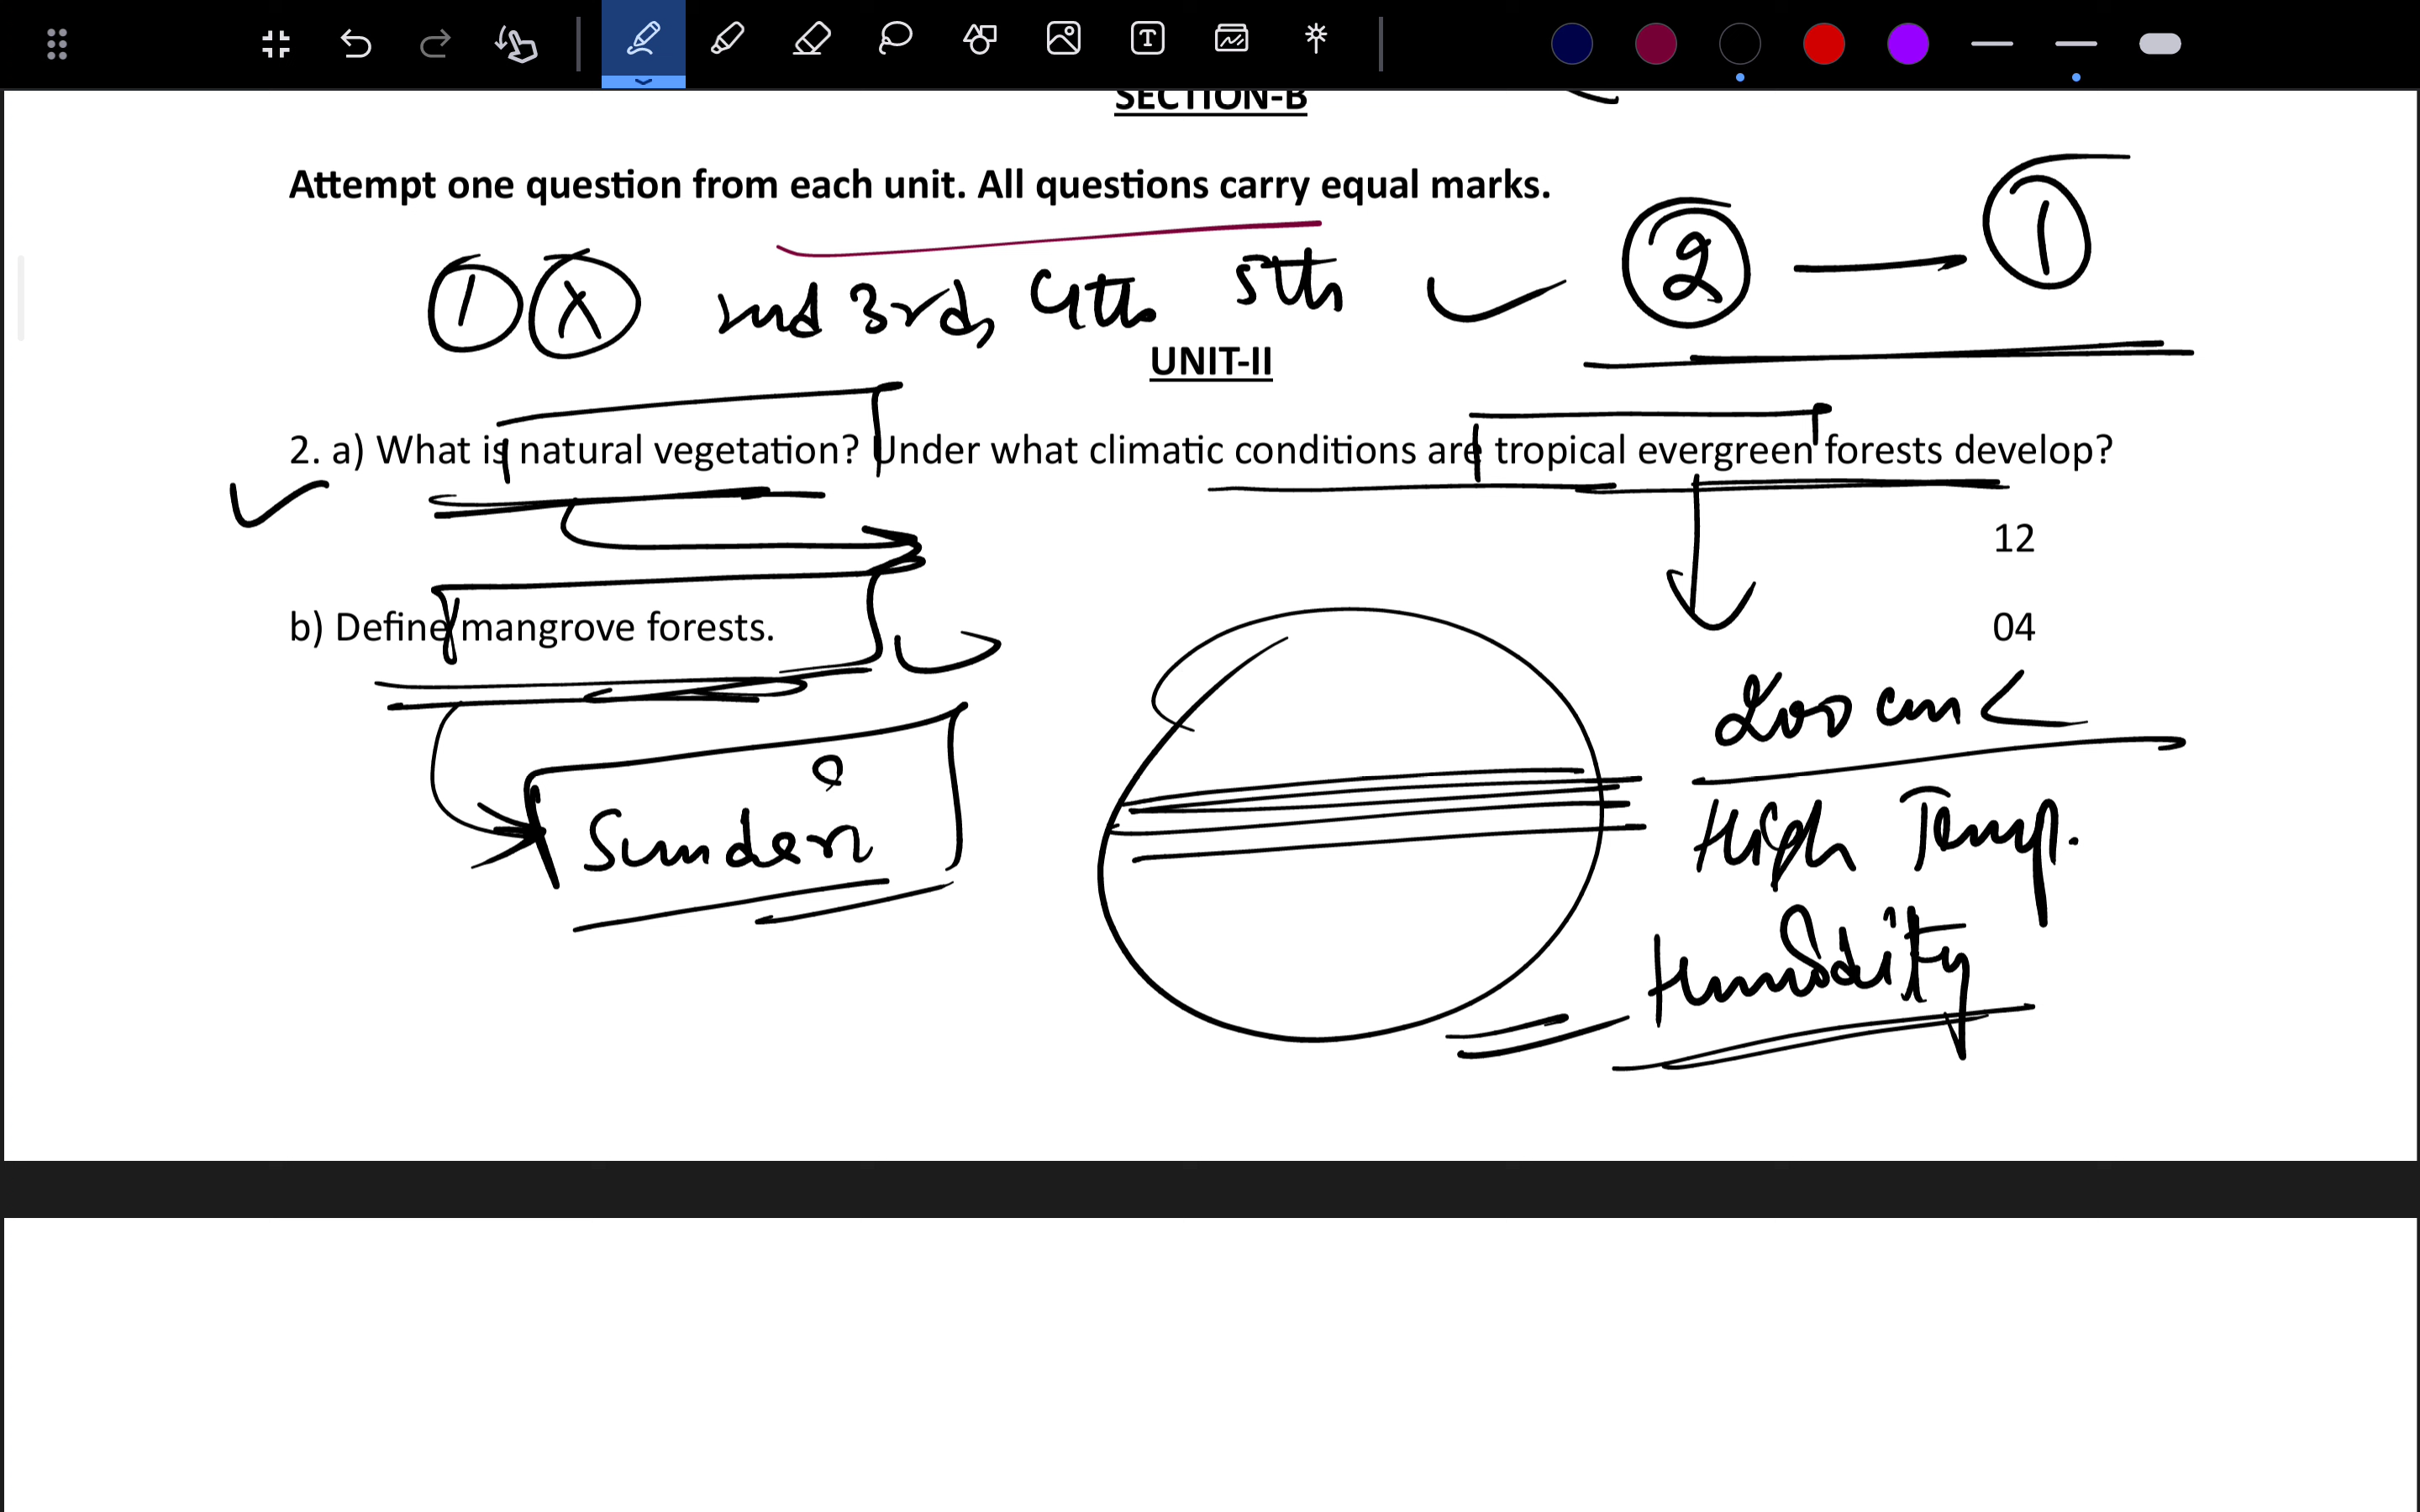 SECTION-B
Attempt one question from each unit. All questions carry equal marks.
1 X nd 3rd, 4th 5th 2 1
UNIT-II
2. a) What is natural vegetation? Under what climatic conditions are tropical evergreen forests develop?
12
b) Define mangrove forests.
04
200 cm <
High Temp.
Sunder
Humidity